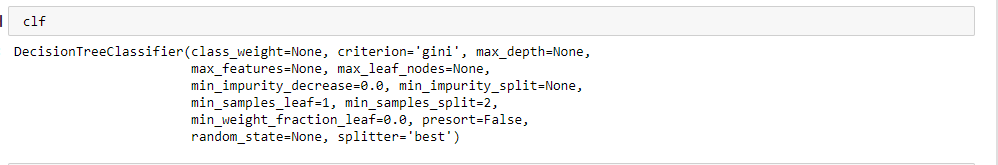 clf
DecisionTreeClassifier(class_weight=None, criterion='gini', max_depth=None,
max_features=None, max_leaf_nodes=None,
min_impurity_decrease=0.0, min_impurity_split=None,
min_samples_leaf=1, min_samples_split=2,
min_weight_fraction_leaf=0.0, presort=False,
random_state=None, splitter='best')